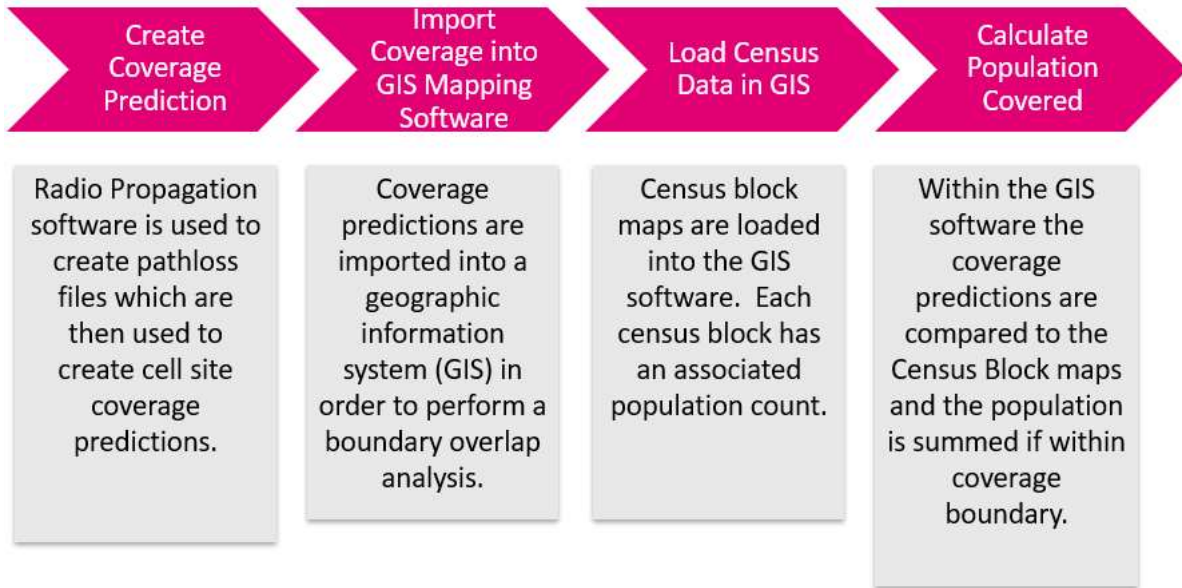 Create
Coverage
Prediction
Import
Coverage into
GIS Mapping
Software
Load Census
Data in GIS
Calculate
Population
Covered
Radio Propagation
software is used to
create pathloss
files which are
then used to
create cell site
coverage
predictions.
Coverage
predictions are
imported into a
geographic
information
system (GIS) in
order to perform a
boundary overlap
analysis.
Census block
maps are loaded
into the GIS
software.  Each
census block has
an associated
population count.
Within the GIS
software the
coverage
predictions are
compared to the
Census Block maps
and the population
is summed if within
coverage
boundary.